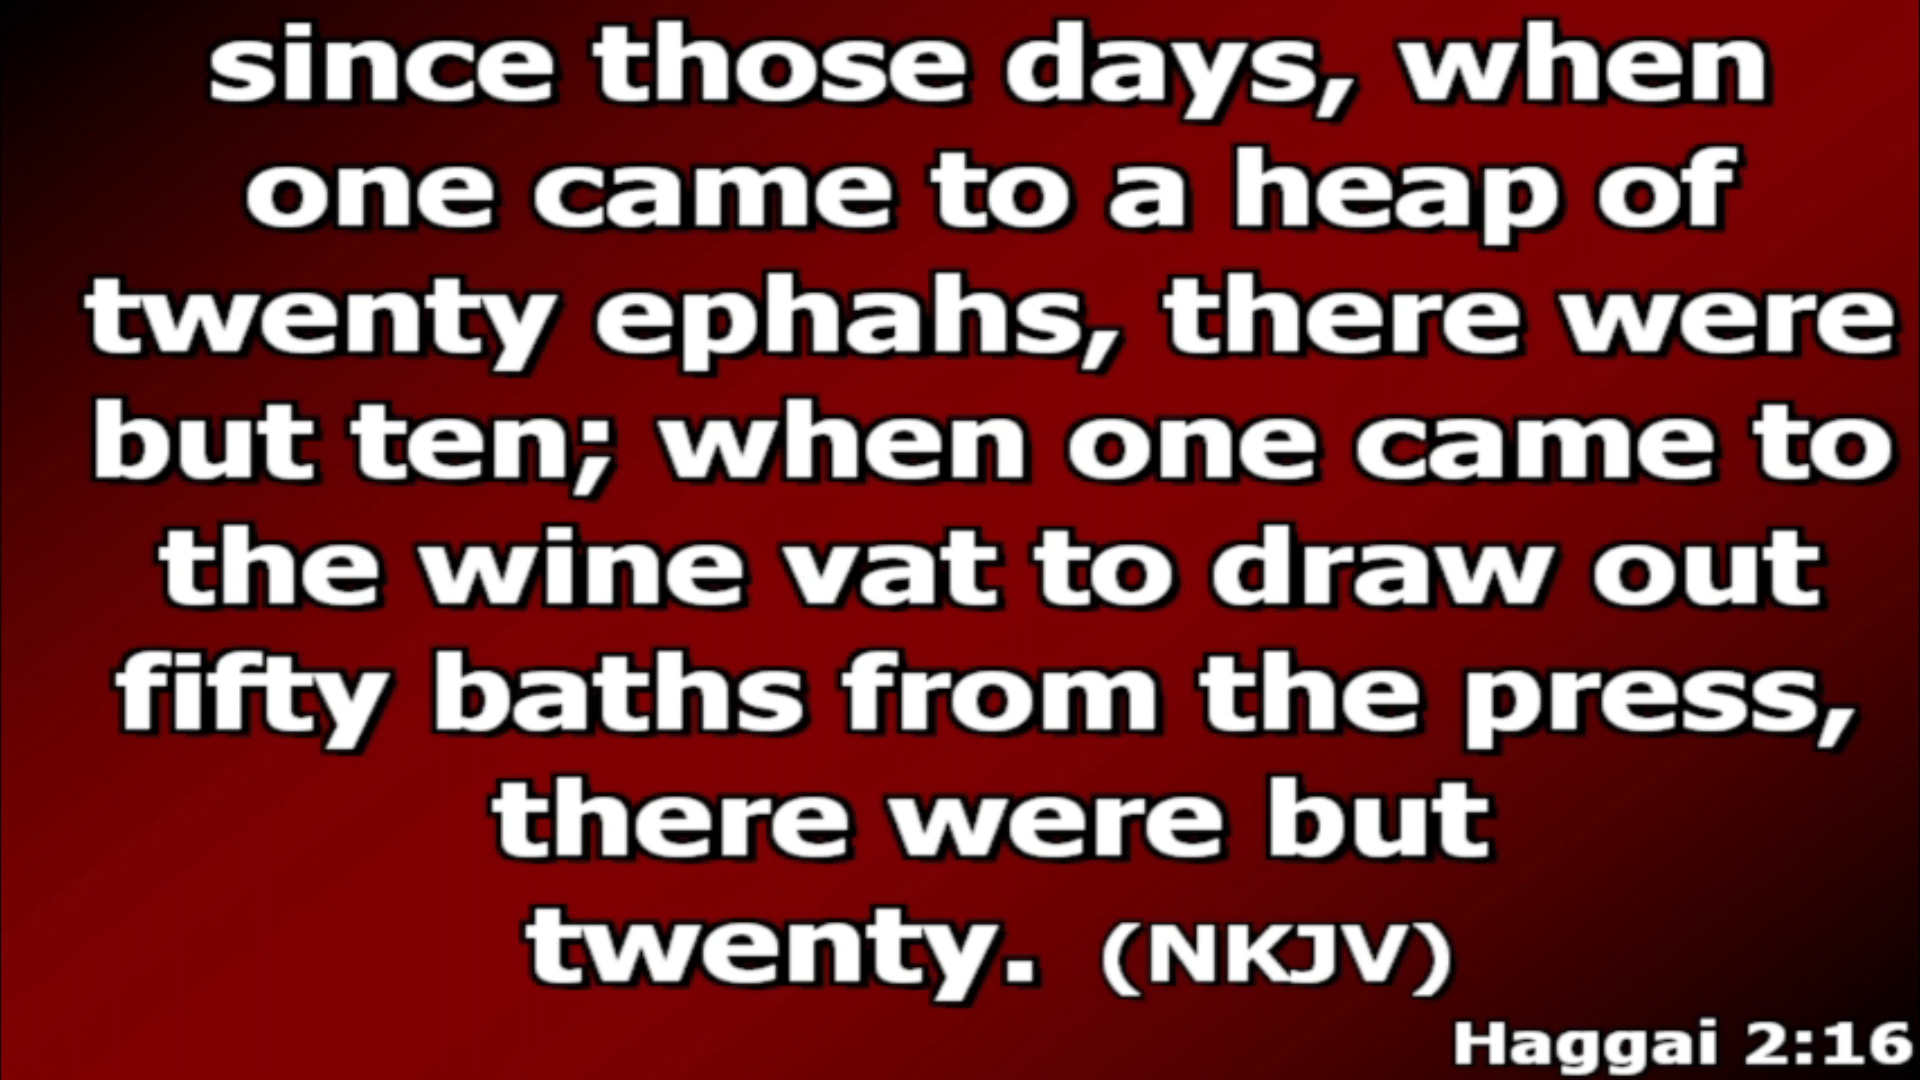 since those days, when
one came to a heap of
twenty ephahs, there were
but ten; when one came to
the wine vat to draw out
fifty baths from the press,
there were but
twenty. (NKJV)
Haggai 2:16